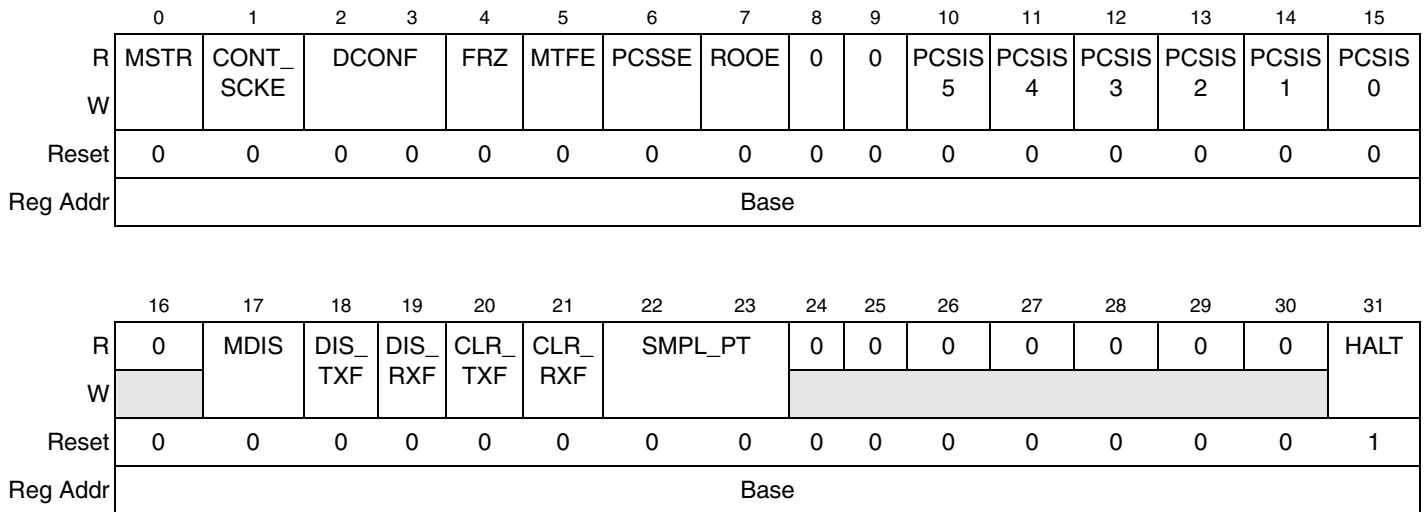 0 1 2 3 4 5 6 7 8 9 10 11 12 13 14 15
R MSTR CONT_ DCONF FRZ MTFE PCSSE ROOE 0 0 PCSIS PCSIS PCSIS PCSIS PCSIS PCSIS
SCKE 5 4 3 2 1 0
W
Reset 0 0 0 0 0 0 0 0 0 0 0 0 0 0 0 0
Reg Addr Base
16 17 18 19 20 21 22 23 24 25 26 27 28 29 30 31
R 0 MDIS DIS_ DIS_ CLR_ CLR_ SMPL_PT 0 0 0 0 0 0 0 HALT
TXF RXF TXF RXF
W
Reset 0 0 0 0 0 0 0 0 0 0 0 0 0 0 0 1
Reg Addr Base